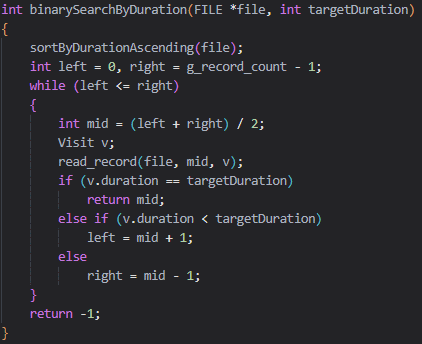 int binarySearchByDuration(FILE *file, int targetDuration)
{
    sortByDurationAscending(file);
    int left = 0, right = g_record_count - 1;
    while (left <= right)
    {
        int mid = (left + right) / 2;
        Visit v;
        read_record(file, mid, v);
        if (v.duration == targetDuration)
            return mid;
        else if (v.duration < targetDuration)
            left = mid + 1;
        else
            right = mid - 1;
    }
    return -1;
}